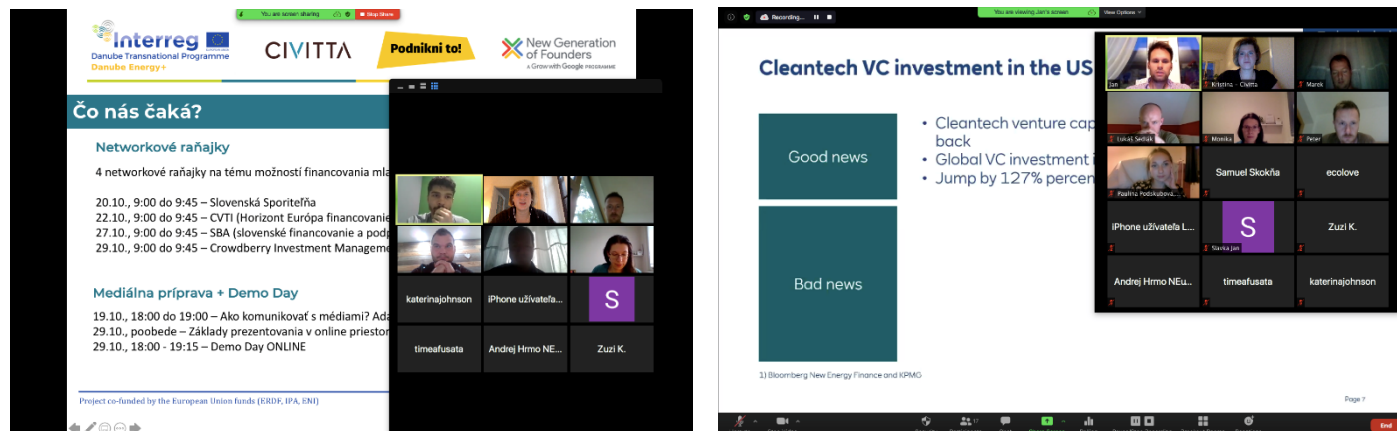 You are screen sharing
Stop Share
Interreg
Danube Transnational Programme
Danube Energy+
CIVITTA
Podnikni to!
New Generation
of Founders
A Grow with Google PROGRAMME
Čo nás čaká?
Networkové raňajky
4 networkové raňajky na tému možností financovania mla
20.10., 9:00 do 9:45 – Slovenská Sporiteľňa
22.10., 9:00 do 9:45 – CVTI (Horizont Európa financovanie
27.10., 9:00 do 9:45 – SBA (slovenské financovanie a podp
29.10., 9:00 do 9:45 – Crowdberry Investment Manageme
Mediálna príprava + Demo Day
19.10., 18:00 do 19:00 – Ako komunikovať s médiami? Ada
29.10., poobede – Základy prezentovania v online priestor
29.10., 18:00 - 19:15 – Demo Day ONLINE
Project co-funded by the European Union funds (ERDF, IPA, ENI)
katerinajohnson
iPhone užívateľa...
S
timeafusata
Andrej Hrmo NE...
Zuzi K.
Recording...
You are viewing Jan's screen
View Options
Cleantech VC investment in the US
Good news
Cleantech venture cap
back
Global VC investment i
Jump by 127% percen
Bad news
1) Bloomberg New Energy Finance and KPMG
Page 7
Jan
Kristina - Civitta
Marek
Lukáš Sedlák
Monika
Peter
Paulína Podskubová...
Samuel Skokňa
ecolove
iPhone užívateľa L...
S
Slavka Jan
Zuzi K.
Andrej Hrmo NEu...
timeafusata
katerinajohnson
17
End